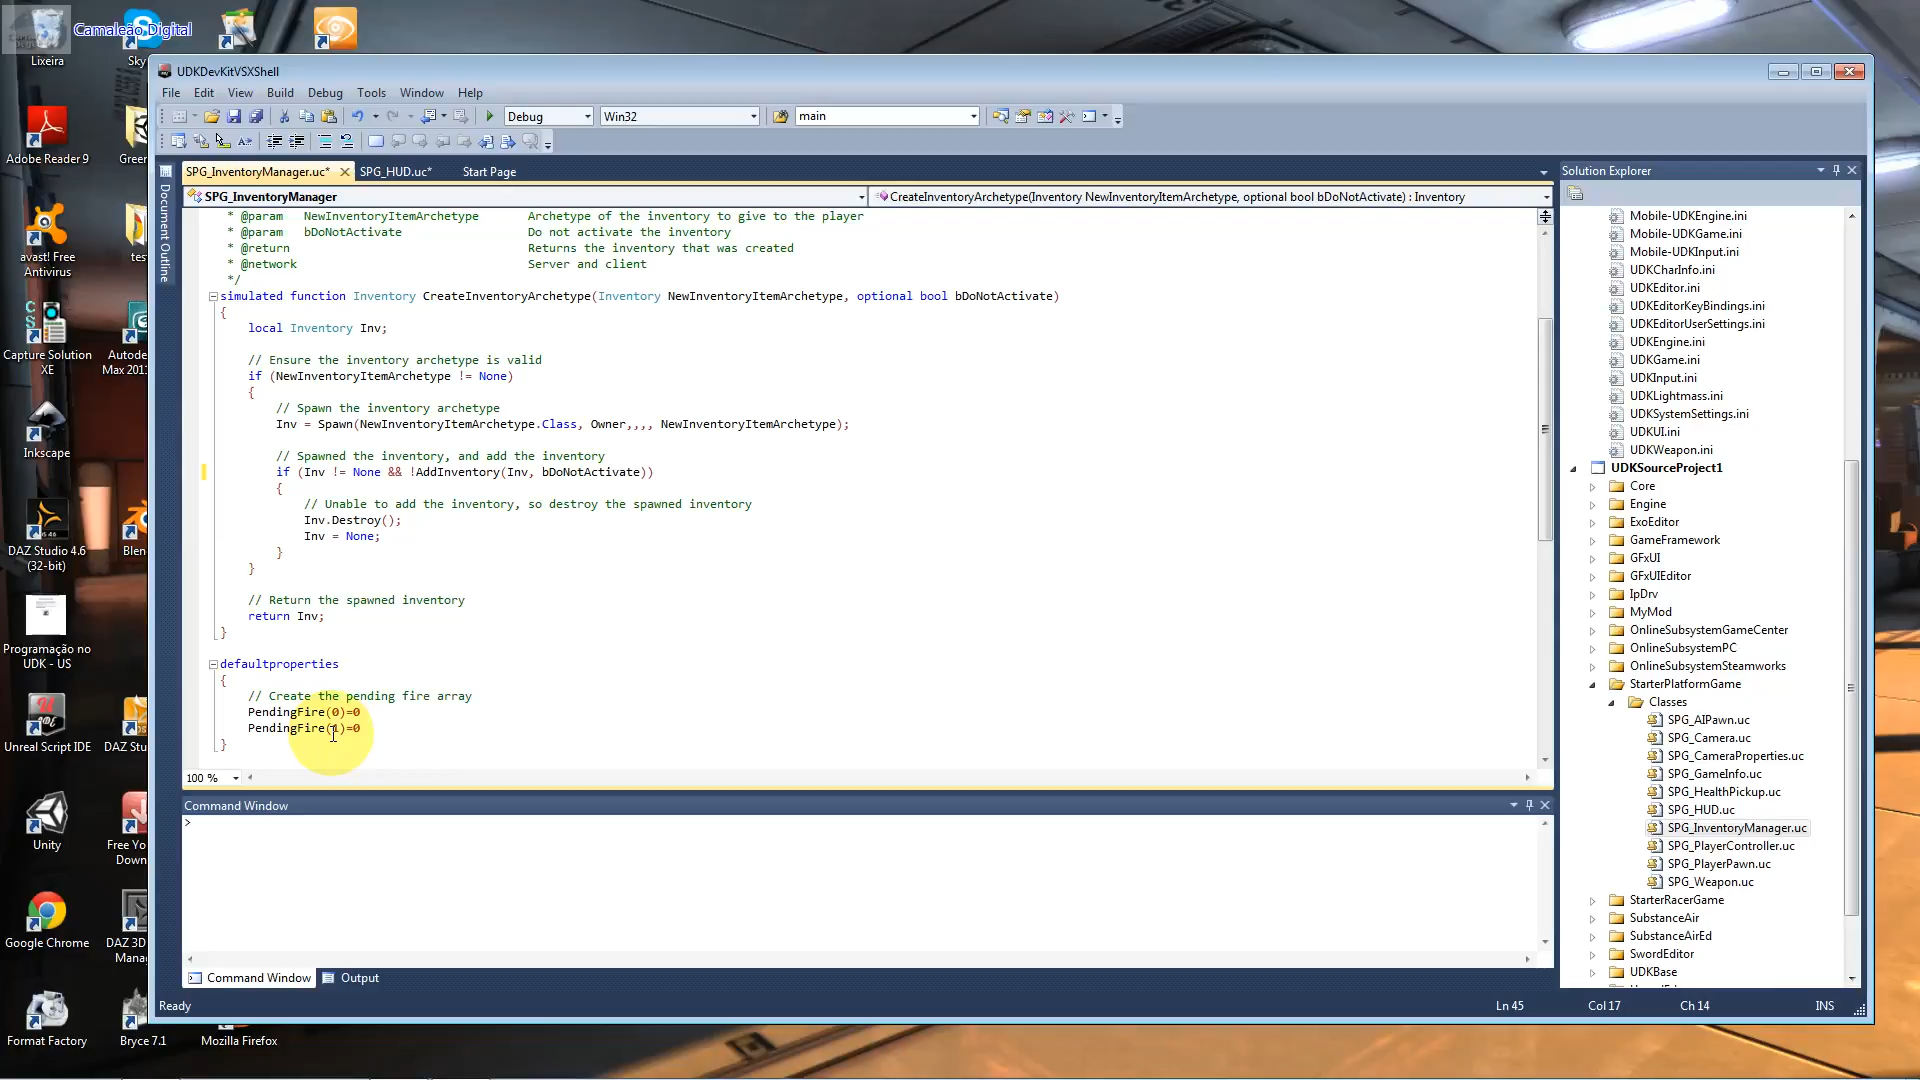 Camaleão Digital
Lixeira
Sky
Adobe Reader 9
Green
avast! Free
Antivirus
tes
Capture Solution
XE
Autodes
Max 201
Inkscape
DAZ Studio 4.6
(32-bit)
Blen
Programação no
UDK - US
Unreal Script IDE
DAZ Stu
Unity
Free Yo
Down
Google Chrome
DAZ 3D
Mana
Format Factory
Bryce 7.1
Mozilla Firefox
UDKDevKitVSXShell
File Edit View Build Debug Tools Window Help
Debug Win32 main
SPG_InventoryManager.uc* SPG_HUD.uc* Start Page
SPG_InventoryManager
CreateInventoryArchetype(Inventory NewInventoryItemArchetype, optional bool bDoNotActivate) : Inventory
Document Outline
* @param NewInventoryItemArchetype Archetype of the inventory to give to the player
* @param bDoNotActivate Do not activate the inventory
* @return Returns the inventory that was created
* @network Server and client
*/
simulated function Inventory CreateInventoryArchetype(Inventory NewInventoryItemArchetype, optional bool bDoNotActivate)
{
local Inventory Inv;
// Ensure the inventory archetype is valid
if (NewInventoryItemArchetype != None)
{
// Spawn the inventory archetype
Inv = Spawn(NewInventoryItemArchetype.Class, Owner,,,, NewInventoryItemArchetype);
// Spawned the inventory, and add the inventory
if (Inv != None && !AddInventory(Inv, bDoNotActivate))
{
// Unable to add the inventory, so destroy the spawned inventory
Inv.Destroy();
Inv = None;
}
}
// Return the spawned inventory
return Inv;
}
defaultproperties
{
// Create the pending fire array
PendingFire(0)=0
PendingFire(1)=0
}
100 %
Command Window
>
Command Window Output
Ready
Ln 45 Col 17 Ch 14 INS
Solution Explorer
Mobile-UDKEngine.ini
Mobile-UDKGame.ini
Mobile-UDKInput.ini
UDKCharInfo.ini
UDKEditor.ini
UDKEditorKeyBindings.ini
UDKEditorUserSettings.ini
UDKEngine.ini
UDKGame.ini
UDKInput.ini
UDKLightmass.ini
UDKSystemSettings.ini
UDKUI.ini
UDKWeapon.ini
UDKSourceProject1
Core
Engine
ExoEditor
GameFramework
GFxUI
GFxUIEditor
IpDrv
MyMod
OnlineSubsystemGameCenter
OnlineSubsystemPC
OnlineSubsystemSteamworks
StarterPlatformGame
Classes
SPG_AIPawn.uc
SPG_Camera.uc
SPG_CameraProperties.uc
SPG_GameInfo.uc
SPG_HealthPickup.uc
SPG_HUD.uc
SPG_InventoryManager.uc
SPG_PlayerController.uc
SPG_PlayerPawn.uc
SPG_Weapon.uc
StarterRacerGame
SubstanceAir
SubstanceAirEd
SwordEditor
UDKBase